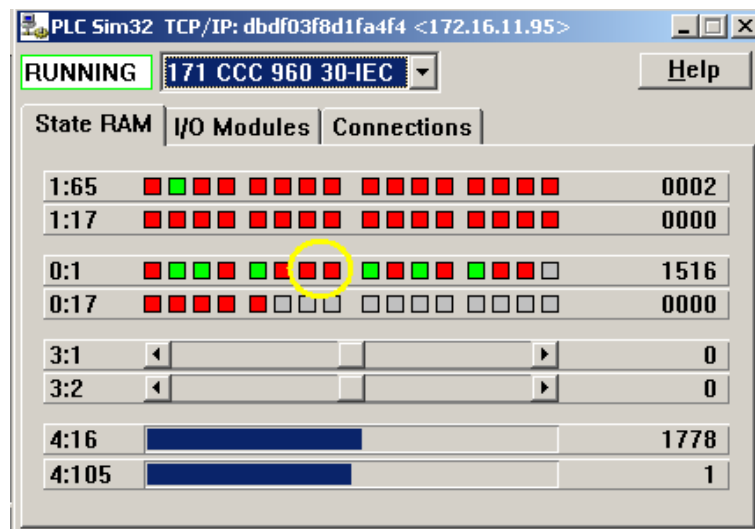 PLC Sim32 TCP/IP: dbdf03f8d1fa4f4 <172.16.11.95>
RUNNING 171 CCC 960 30-IEC Help
State RAM I/O Modules Connections
1:65 0002
1:17 0000
0:1 1516
0:17 0000
3:1 0
3:2 0
4:16 1778
4:105 1